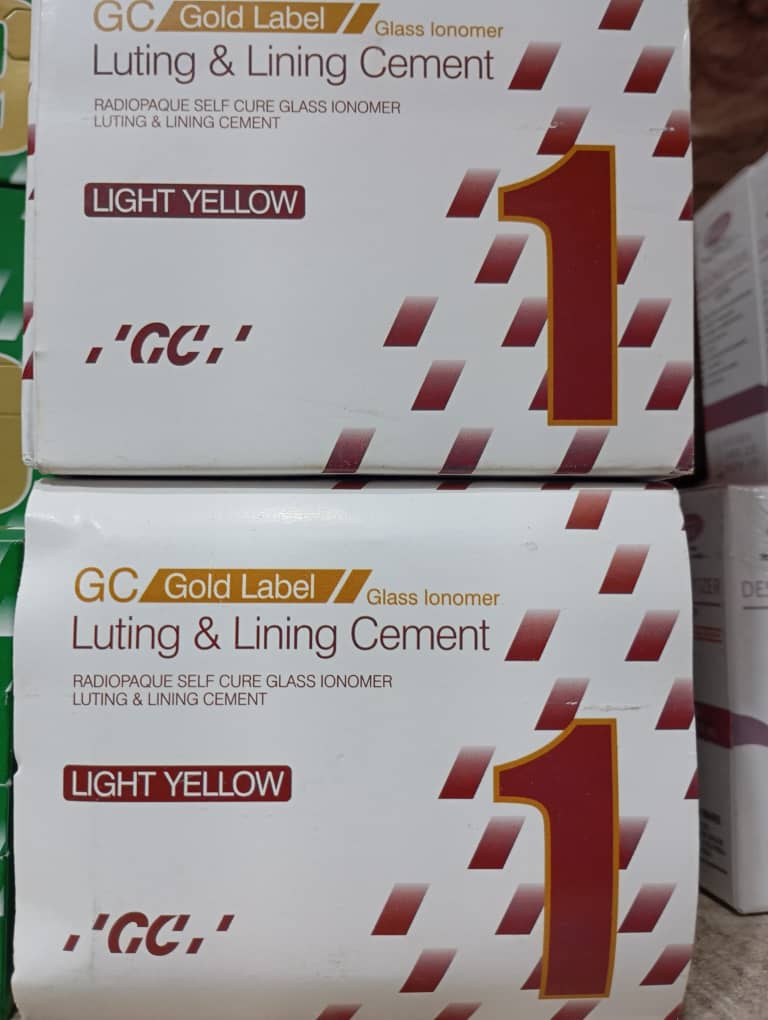 GC Gold Label Glass Ionomer
Luting & Lining Cement
RADIOPAQUE SELF CURE GLASS IONOMER
LUTING & LINING CEMENT
LIGHT YELLOW
1
GC
GC Gold Label Glass Ionomer
Luting & Lining Cement
RADIOPAQUE SELF CURE GLASS IONOMER
LUTING & LINING CEMENT
LIGHT YELLOW
1
GC